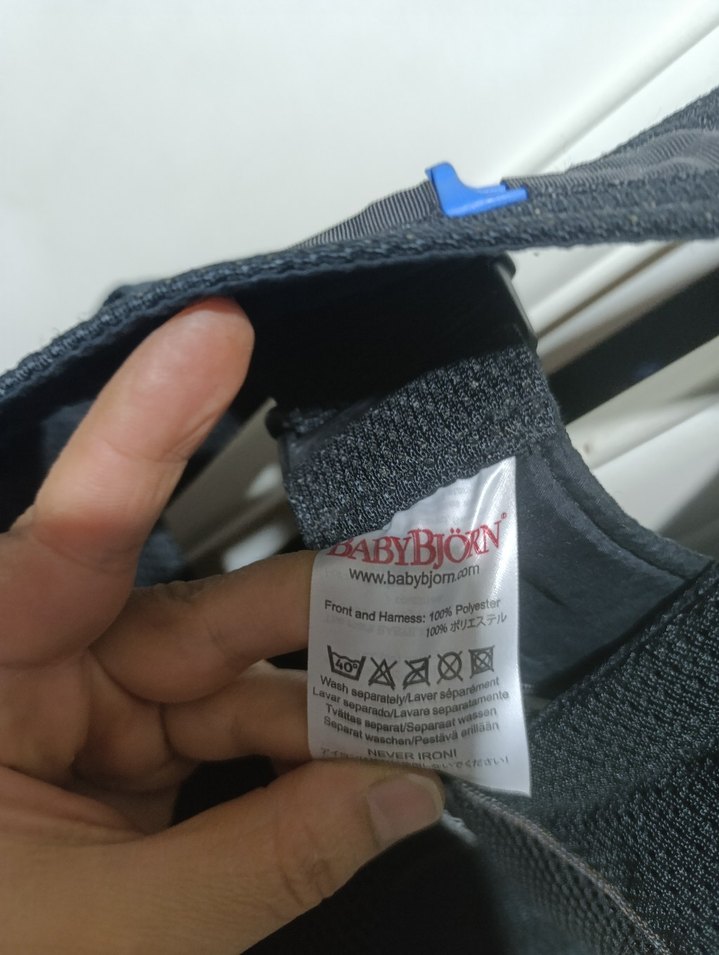 BABYBJÖRN®
www.babybjorn.com
Front and Harness: 100% Polyester
100% ポリエステル
40°
Wash separately/Laver séparément
Lavar separado/Lavara separatamente
Tvättas separat/Separaat wassen
Separat waschen/Pestävä erillään
NEVER IRON!